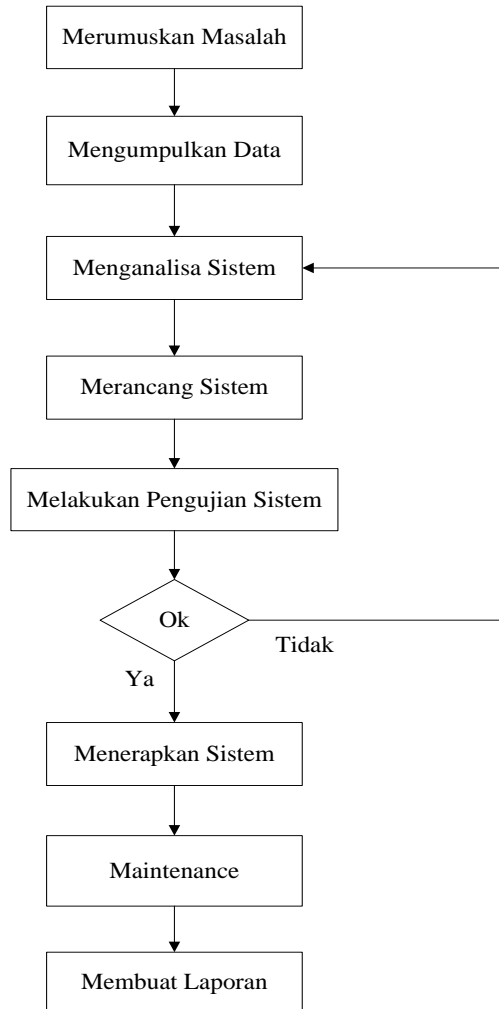 Merumuskan Masalah
Mengumpulkan Data
Menganalisa Sistem
Merancang Sistem
Melakukan Pengujian Sistem
Ok
Tidak
Ya
Menerapkan Sistem
Maintenance
Membuat Laporan